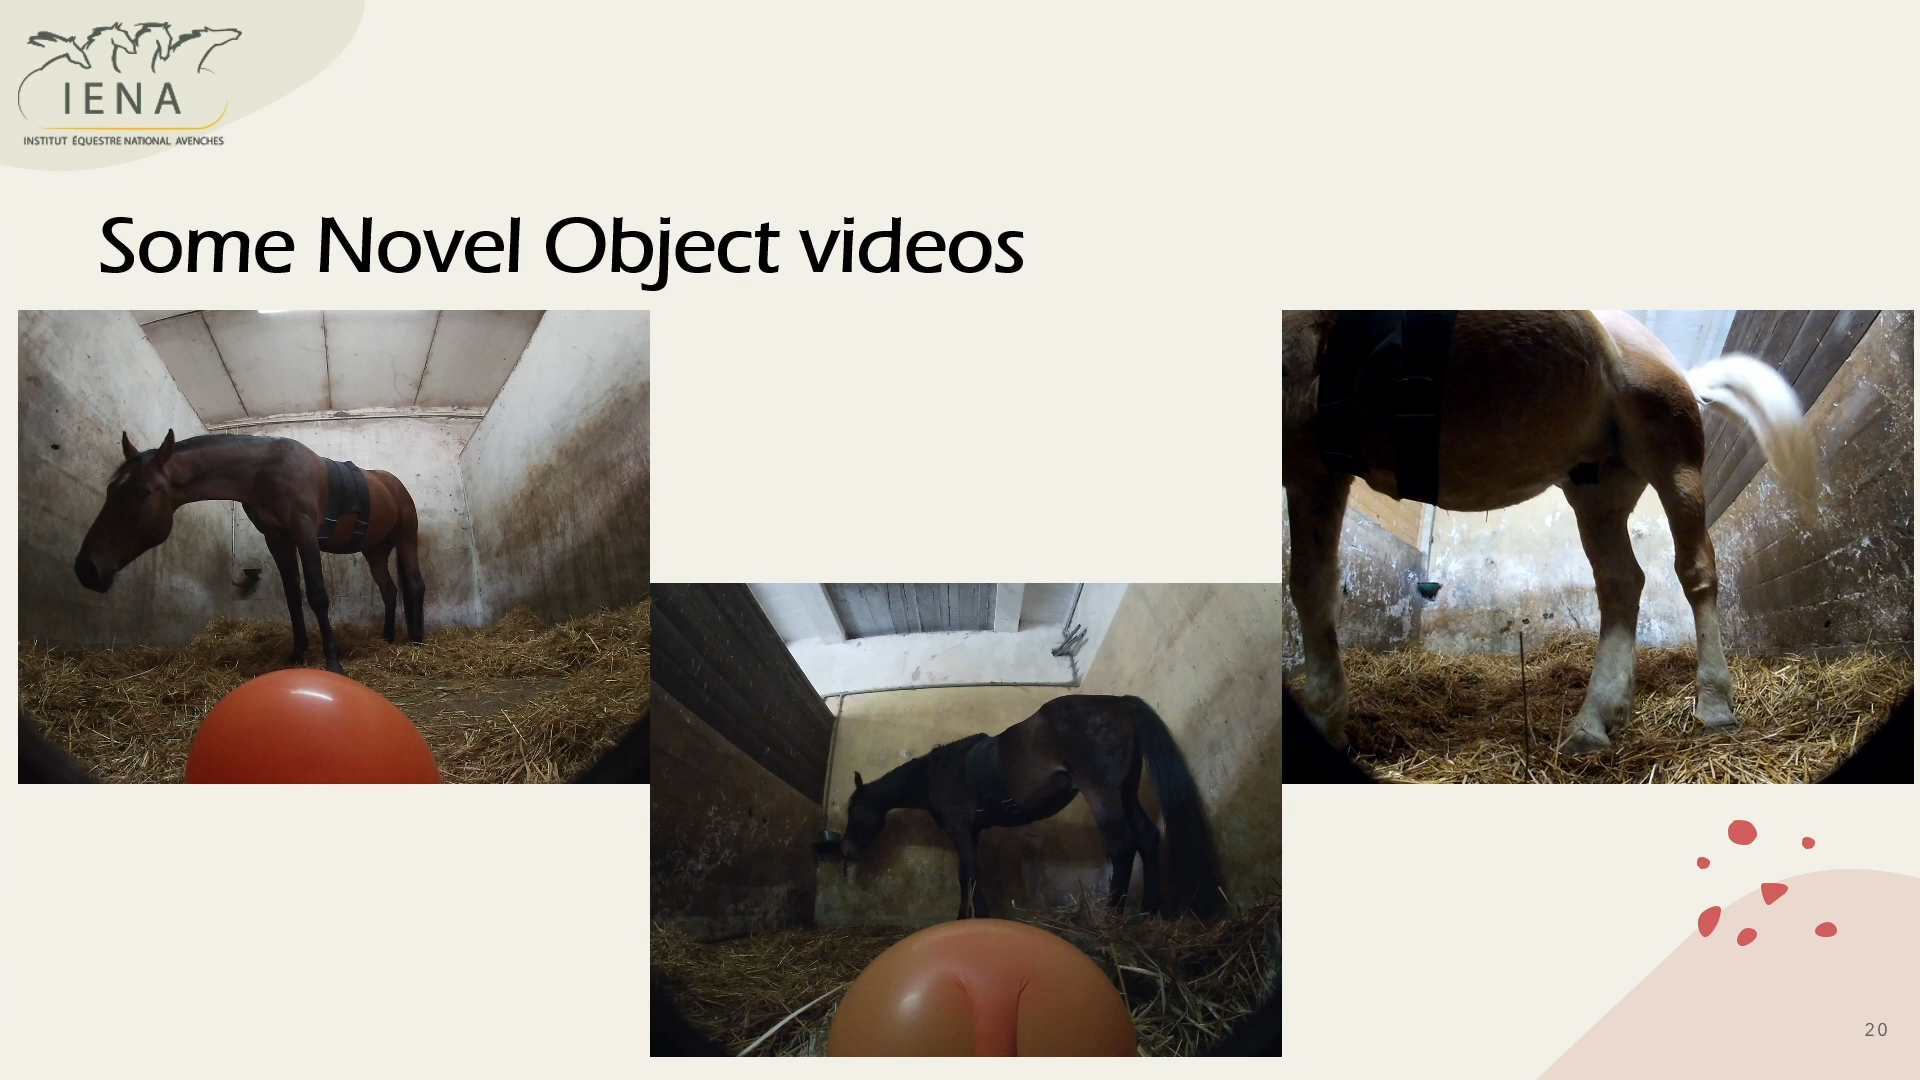 IENA
INSTITUT ÉQUESTRE NATIONAL AVENCHES
Some Novel Object videos
20